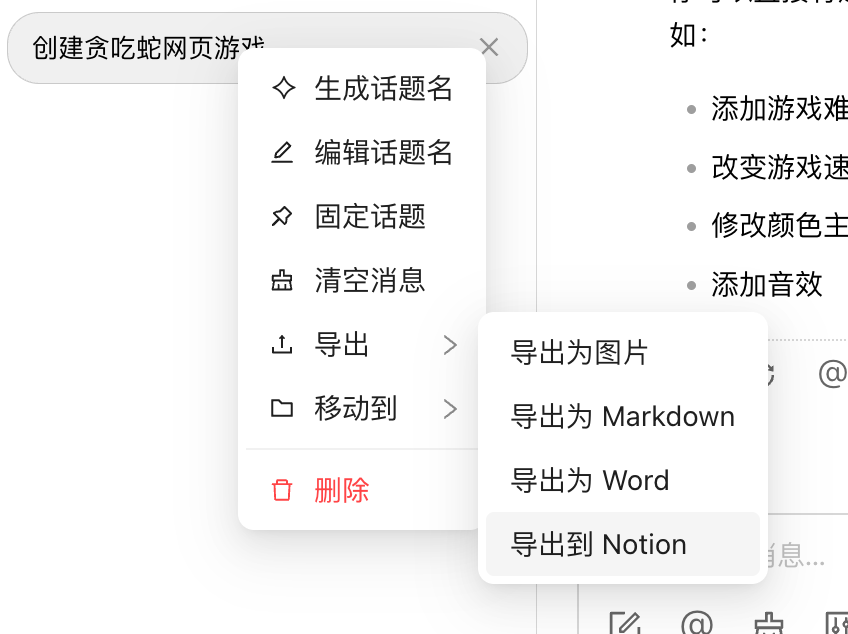 创建贪吃蛇网页游戏
生成话题名
编辑话题名
固定话题
清空消息
导出
移动到
删除
导出为图片
导出为 Markdown
导出为 Word
导出到 Notion
如：
添加游戏难
改变游戏速
修改颜色主
添加音效
@
消息...
@